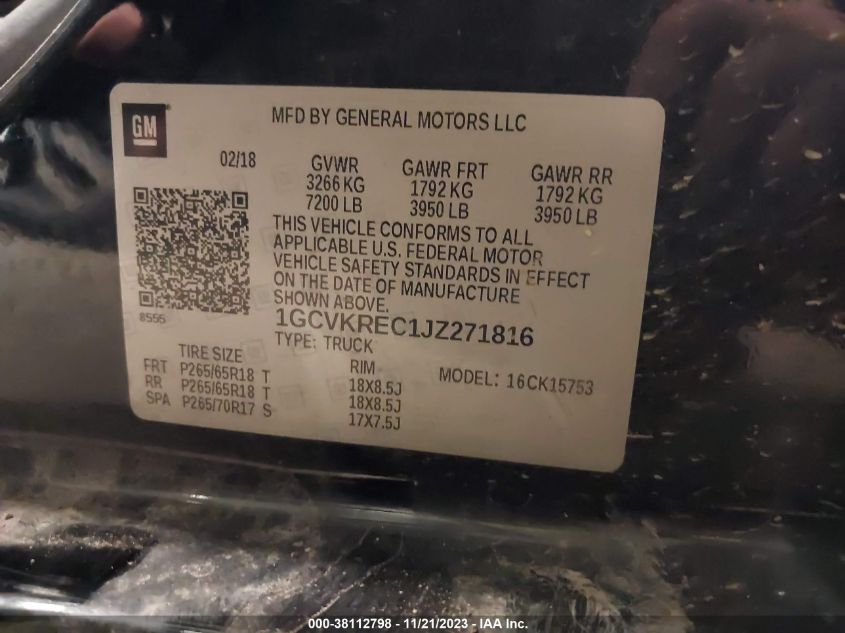 GM
MFD BY GENERAL MOTORS LLC
02/18 GVWR GAWR FRT GAWR RR
3266 KG 1792 KG 1792 KG
7200 LB 3950 LB 3950 LB
THIS VEHICLE CONFORMS TO ALL
APPLICABLE U.S. FEDERAL MOTOR
VEHICLE SAFETY STANDARDS IN EFFECT
ON THE DATE OF MANUFACTURE
SHOWN ABOVE.
8555
1GCVKREC1JZ271816
TYPE: TRUCK
TIRE SIZE RIM MODEL: 16CK15753
FRT P265/65R18 T 18X8.5J
RR P265/65R18 T 18X8.5J
SPA P265/70R17 S 17X7.5J
000-38112798 - 11/21/2023 - IAA Inc.